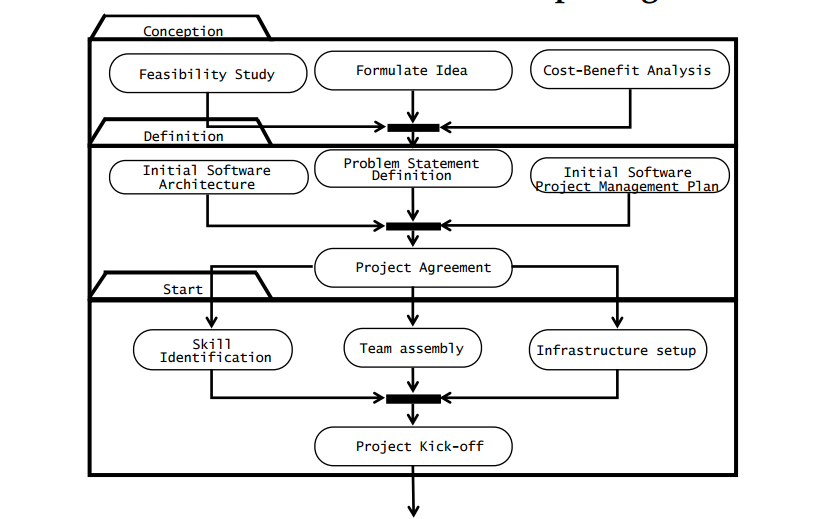 Conception
Feasibility Study
Formulate Idea
Cost-Benefit Analysis
Definition
Initial Software
Architecture
Problem Statement
Definition
Initial Software
Project Management Plan
Project Agreement
Start
Skill
Identification
Team assembly
Infrastructure setup
Project Kick-off